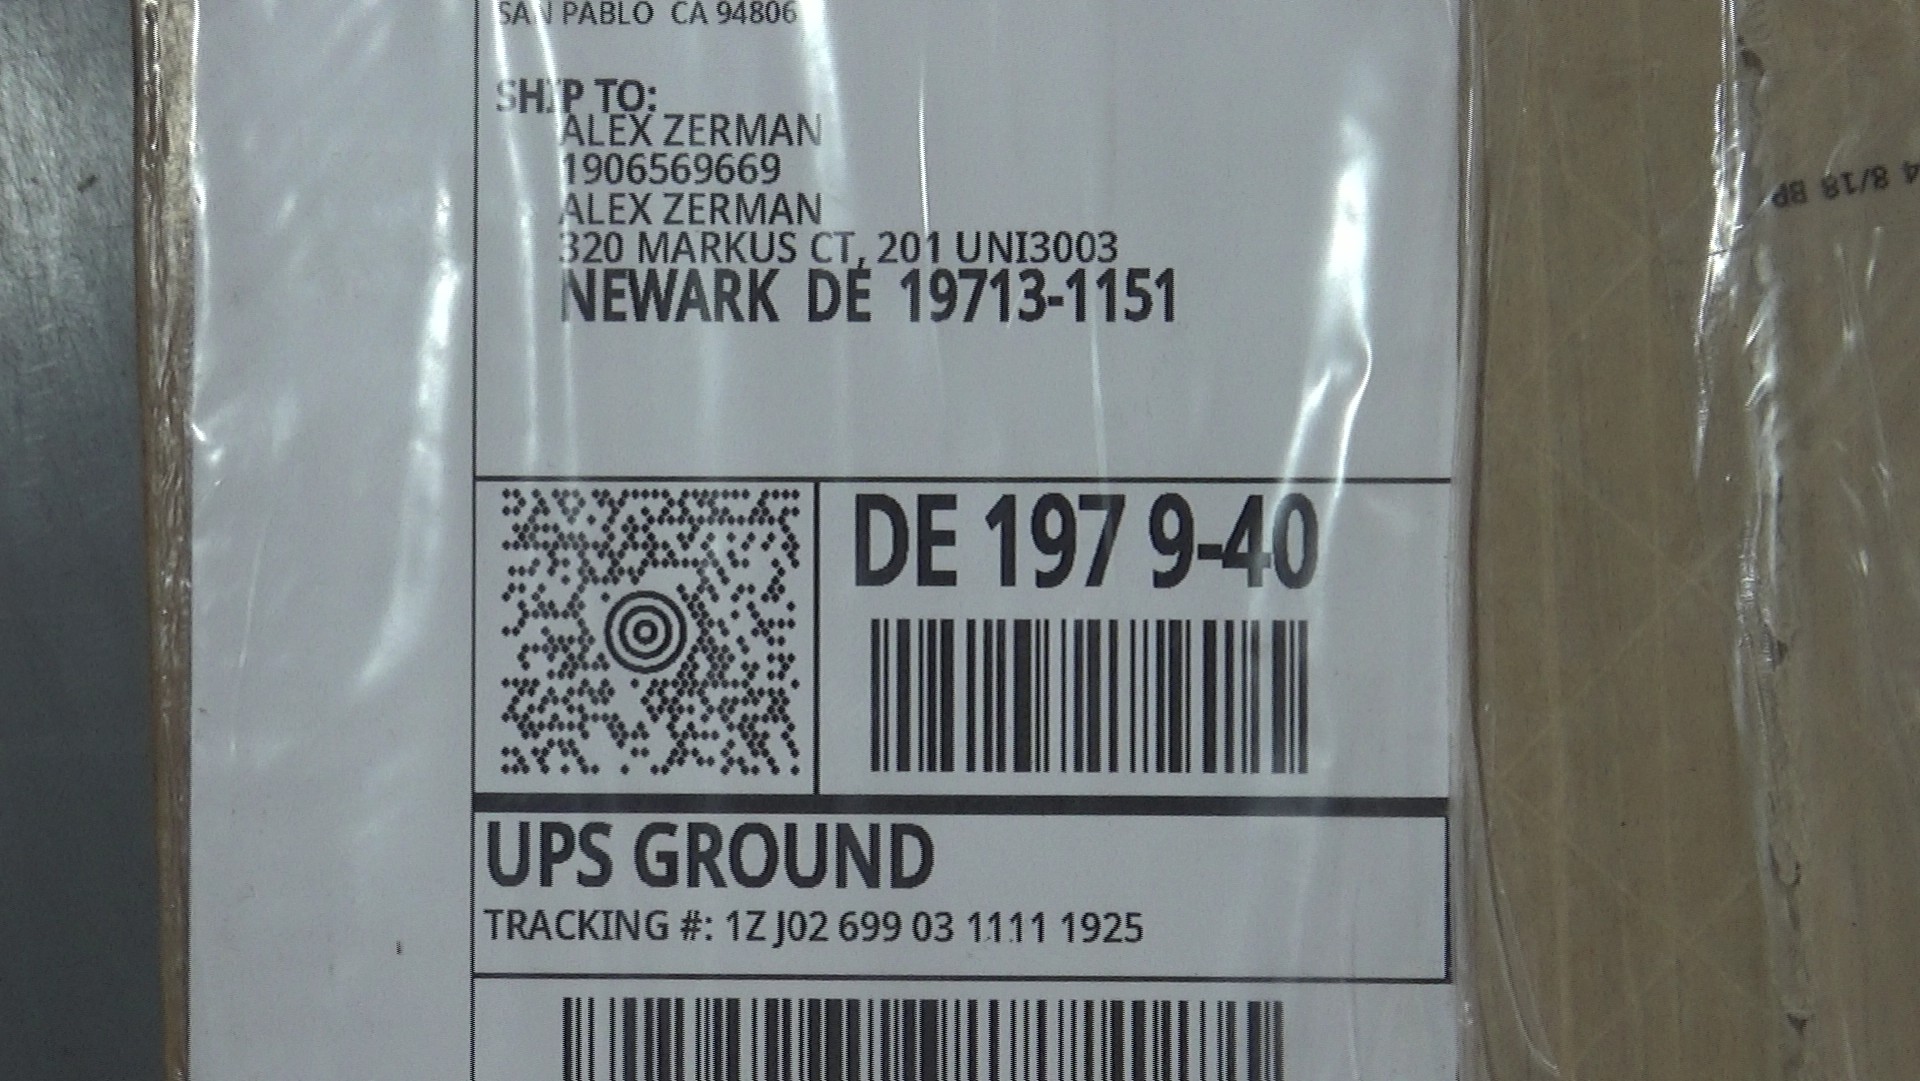 SAN PABLO CA 94806
SHIP TO:
ALEX ZERMAN
1906569669
ALEX ZERMAN
320 MARKUS CT, 201 UNI3003
NEWARK DE 19713-1151
DE 197 9-40
UPS GROUND
TRACKING #: 1Z J02 699 03 1111 1925
4 8/18 BP